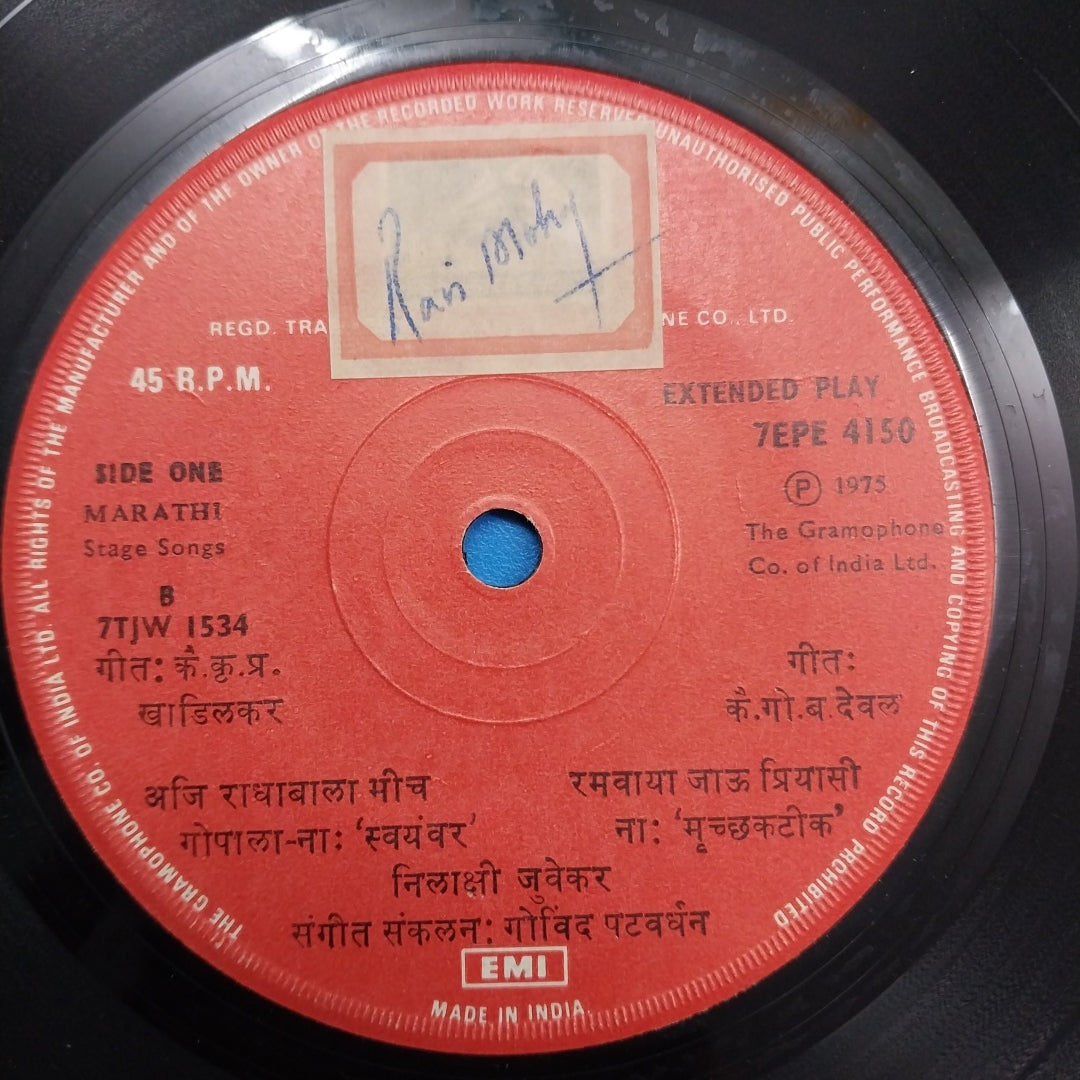 THE GRAMOPHONE CO. OF INDIA LTD. ALL RIGHTS OF THE MANUFACTURER AND OF THE OWNER OF THE RECORDED WORK RESERVED UNAUTHORISED PUBLIC PERFORMANCE BROADCASTING AND COPYING OF THIS RECORD PROHIBITED
Ravi
REGD. TRA NE CO., LTD.
45 R.P.M.
EXTENDED PLAY
7EPE 4150
SIDE ONE
MARATHI
Stage Songs
Ⓟ 1975
The Gramophone
Co. of India Ltd.
B
7TJW 1534
गीत: कै.कृ.प्र.
खाडिलकर
गीत:
कै.गो.ब.देवल
अजि राधाबाला मीच
गोपाला-ना: ‘स्वयंवर’
रमवाया जाऊ प्रियासी
ना: ‘मृच्छकटीक’
निलाक्षी जुवेकर
संगीत संकलन: गोविंद पटवर्धन
EMI
MADE IN INDIA